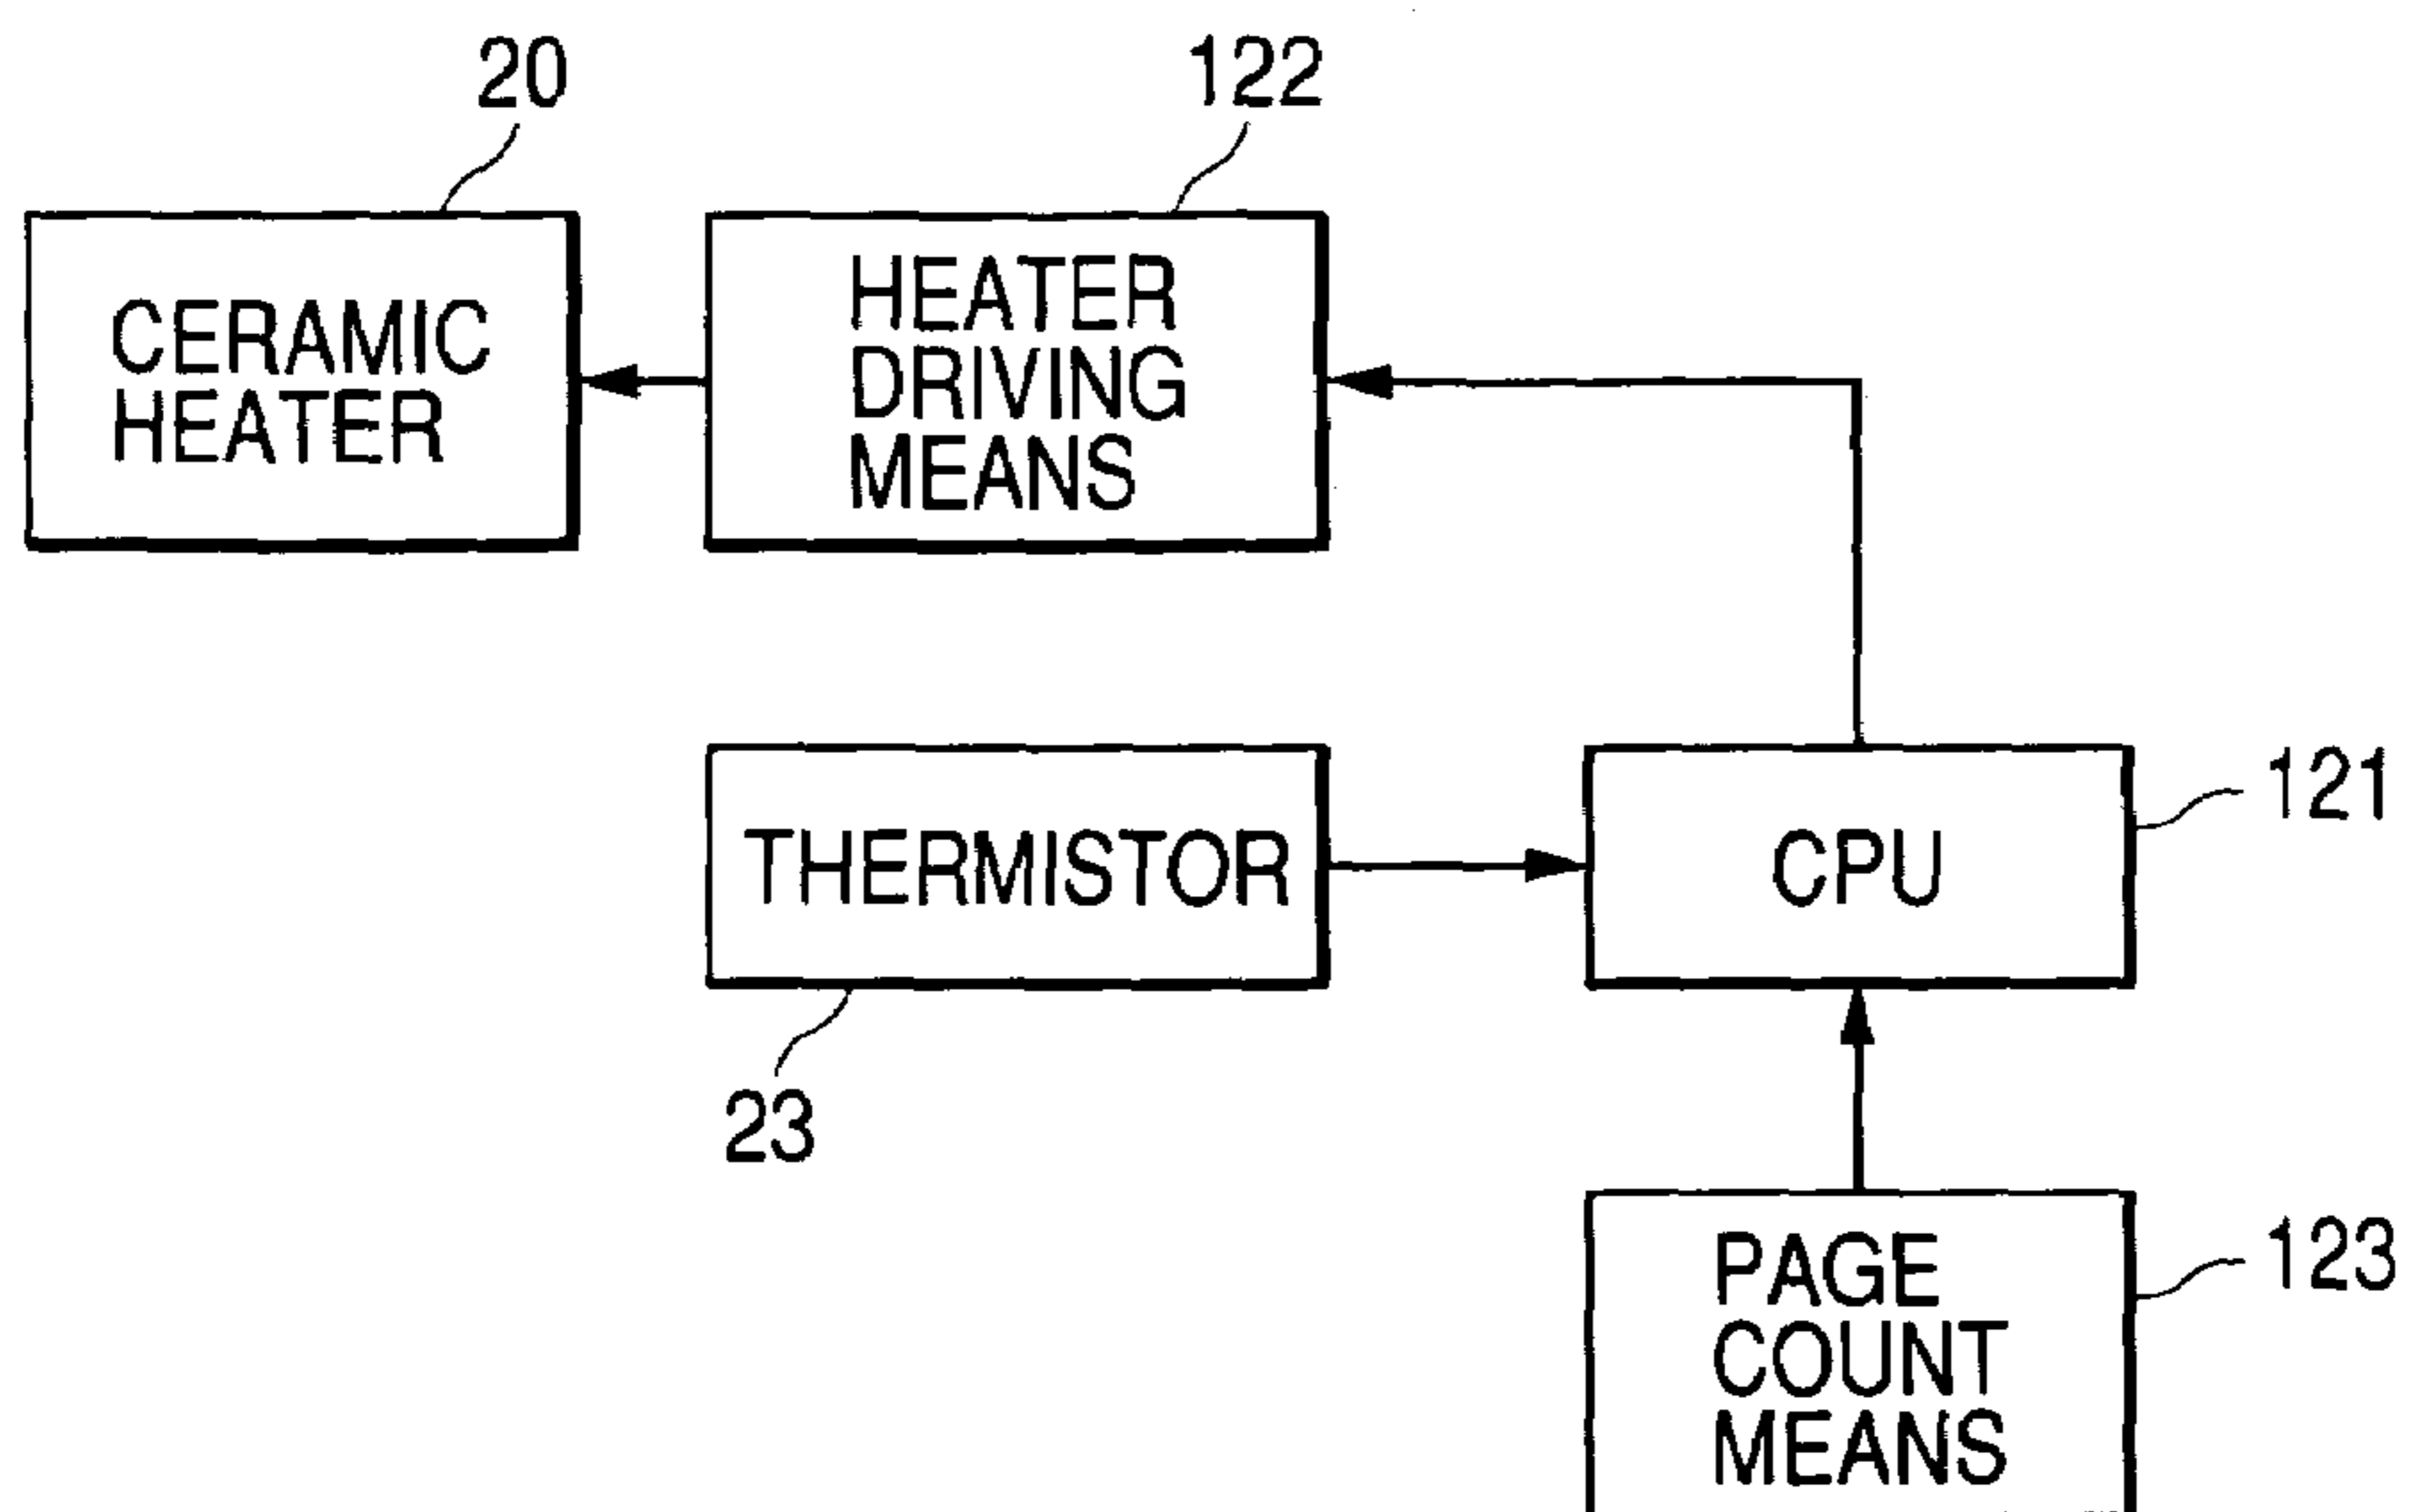 20
122
CERAMIC
HEATER
HEATER
DRIVING
MEANS
THERMISTOR
CPU
121
23
PAGE
COUNT
MEANS
123